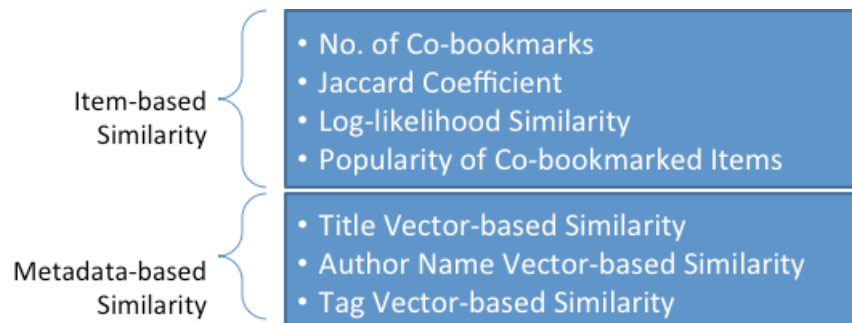 Item-based
Similarity
• No. of Co-bookmarks
• Jaccard Coefficient
• Log-likelihood Similarity
• Popularity of Co-bookmarked Items
Metadata-based
Similarity
• Title Vector-based Similarity
• Author Name Vector-based Similarity
• Tag Vector-based Similarity